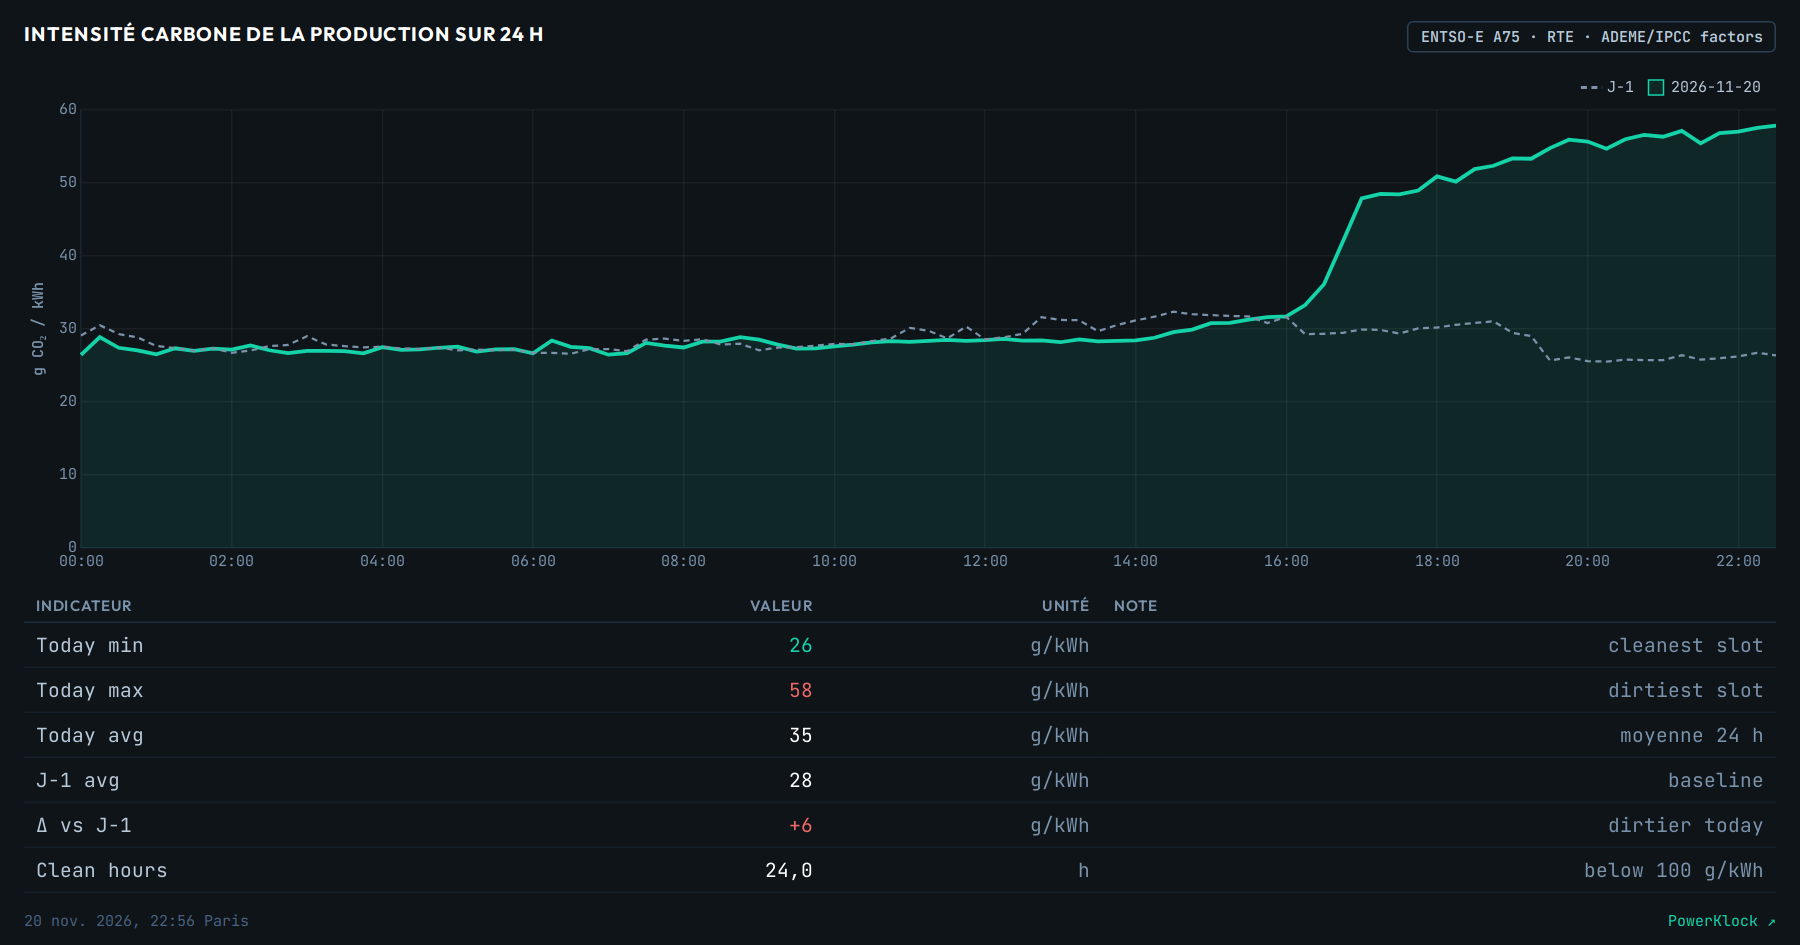 INTENSITÉ CARBONE DE LA PRODUCTION SUR 24 H
ENTSO-E A75 · RTE · ADEME/IPCC factors
J-1 2026-11-20
g CO₂ / kWh
60
50
40
30
20
10
0
00:00 02:00 04:00 06:00 08:00 10:00 12:00 14:00 16:00 18:00 20:00 22:00
INDICATEUR VALEUR UNITÉ NOTE
Today min 26 g/kWh cleanest slot
Today max 58 g/kWh dirtiest slot
Today avg 35 g/kWh moyenne 24 h
J-1 avg 28 g/kWh baseline
Δ vs J-1 +6 g/kWh dirtier today
Clean hours 24,0 h below 100 g/kWh
20 nov. 2026, 22:56 Paris
PowerKlock ↗